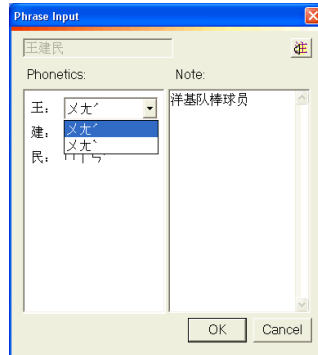 Phrase Input
王建民
注
Phonetics:
Note:
王: ㄨㄤˊ
建: ㄨㄤˊ
ㄨㄤˋ
民:
洋基队棒球员
OK
Cancel